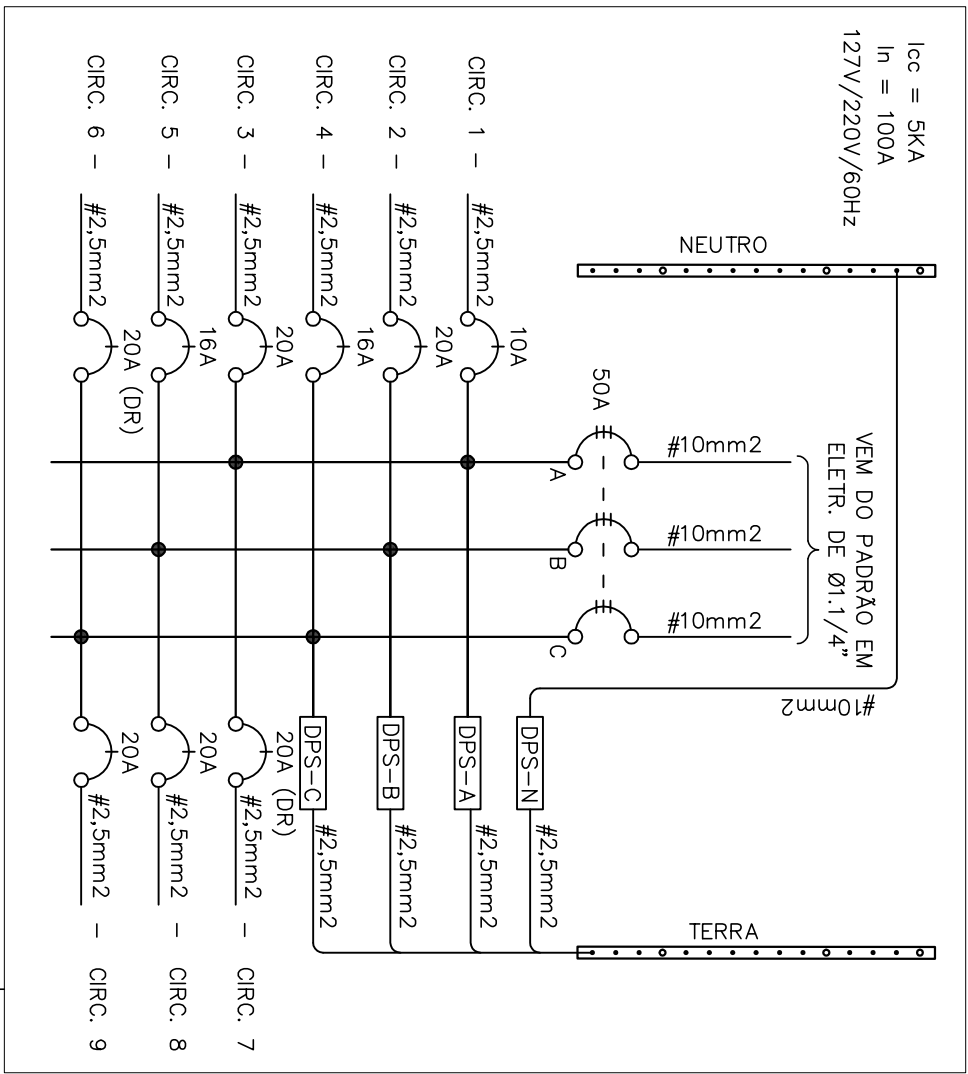 Icc = 5KA
In = 100A
127V/220V/60Hz
NEUTRO
VEM DO PADRÃO EM
ELETR. DE Ø1.1/4"
#10mm2
#10mm2
#10mm2
#10mm2
50A
A
B
C
TERRA
DPS-N
#2,5mm2
CIRC. 1 -
#2,5mm2
10A
DPS-A
#2,5mm2
CIRC. 2 -
#2,5mm2
20A
DPS-B
#2,5mm2
CIRC. 4 -
#2,5mm2
16A
DPS-C
#2,5mm2
CIRC. 3 -
#2,5mm2
20A
20A (DR)
#2,5mm2
- CIRC. 7
CIRC. 5 -
#2,5mm2
16A
20A
#2,5mm2
- CIRC. 8
CIRC. 6 -
#2,5mm2
20A (DR)
20A
#2,5mm2
- CIRC. 9